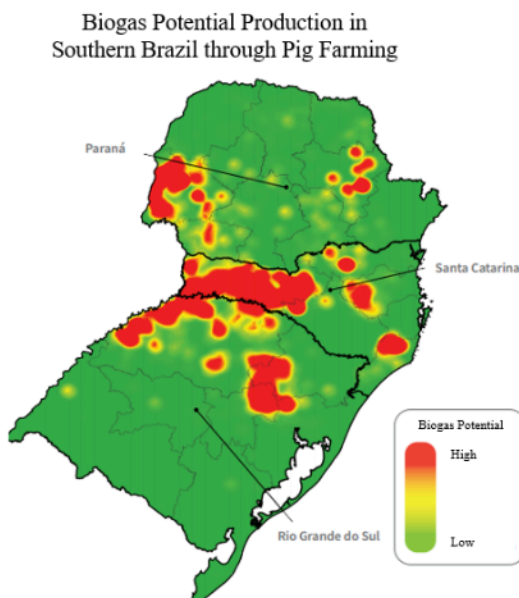 Biogas Potential Production in
Southern Brazil through Pig Farming
Paraná
Santa Catarina
Biogas Potential
High
Low
Rio Grande do Sul